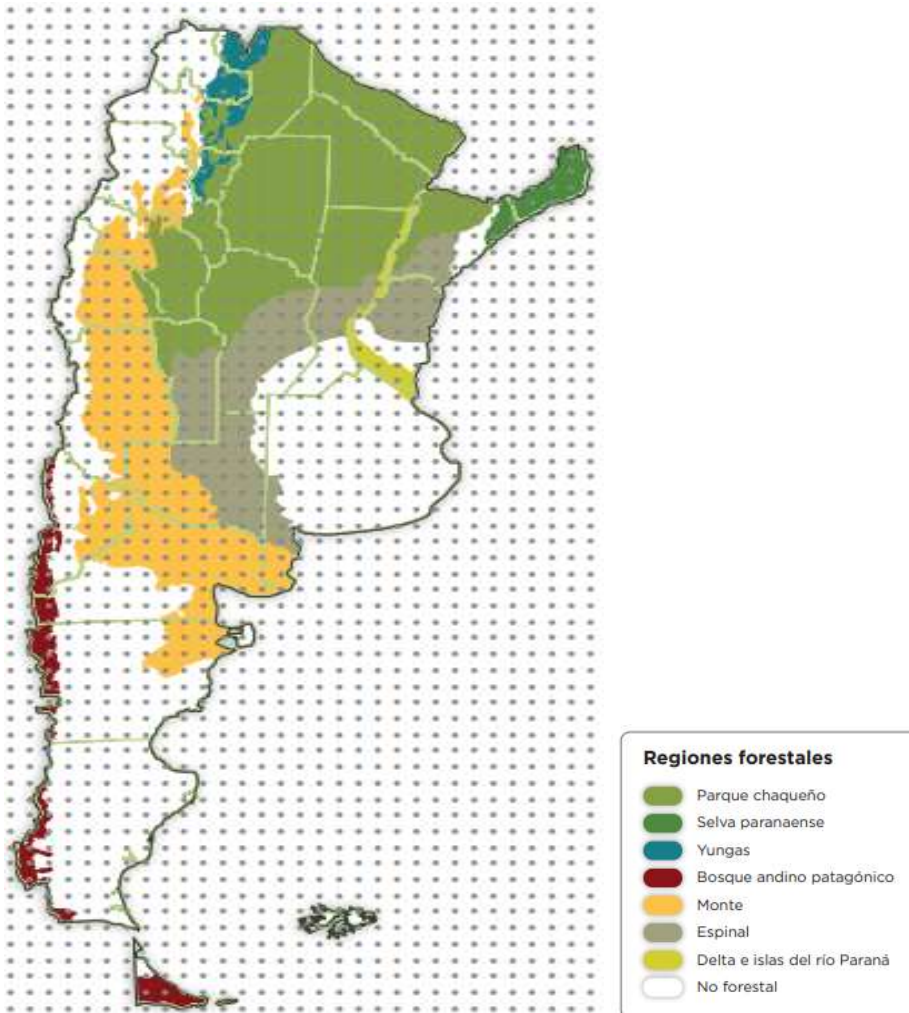 Regiones forestales
Parque chaqueño
Selva paranaense
Yungas
Bosque andino patagónico
Monte
Espinal
Delta e islas del río Paraná
No forestal